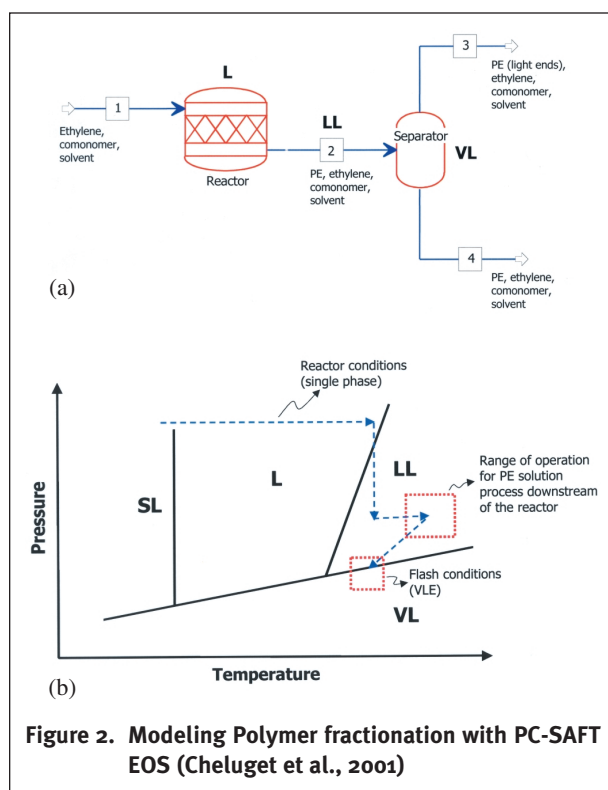 L
1
Ethylene,
comonomer,
solvent
Reactor
LL
2
PE, ethylene,
comonomer,
solvent
Separator
VL
3
PE (light ends),
ethylene,
comonomer,
solvent
4
PE, ethylene,
comonomer,
solvent
(a)
Reactor conditions
(single phase)
Pressure
SL
L
LL
Range of operation
for PE solution
process downstream
of the reactor
Flash conditions
(VLE)
VL
Temperature
(b)
Figure 2. Modeling Polymer fractionation with PC-SAFT
EOS (Cheluget et al., 2001)